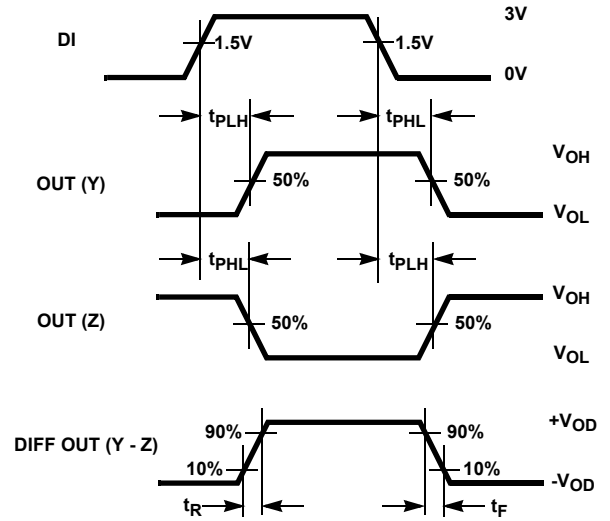 DI
1.5V
1.5V
3V
0V
tPLH
tPHL
OUT (Y)
50%
50%
VOH
VOL
tPHL
tPLH
OUT (Z)
50%
50%
VOH
VOL
DIFF OUT (Y - Z)
90%
90%
+VOD
10%
10%
-VOD
tR
tF